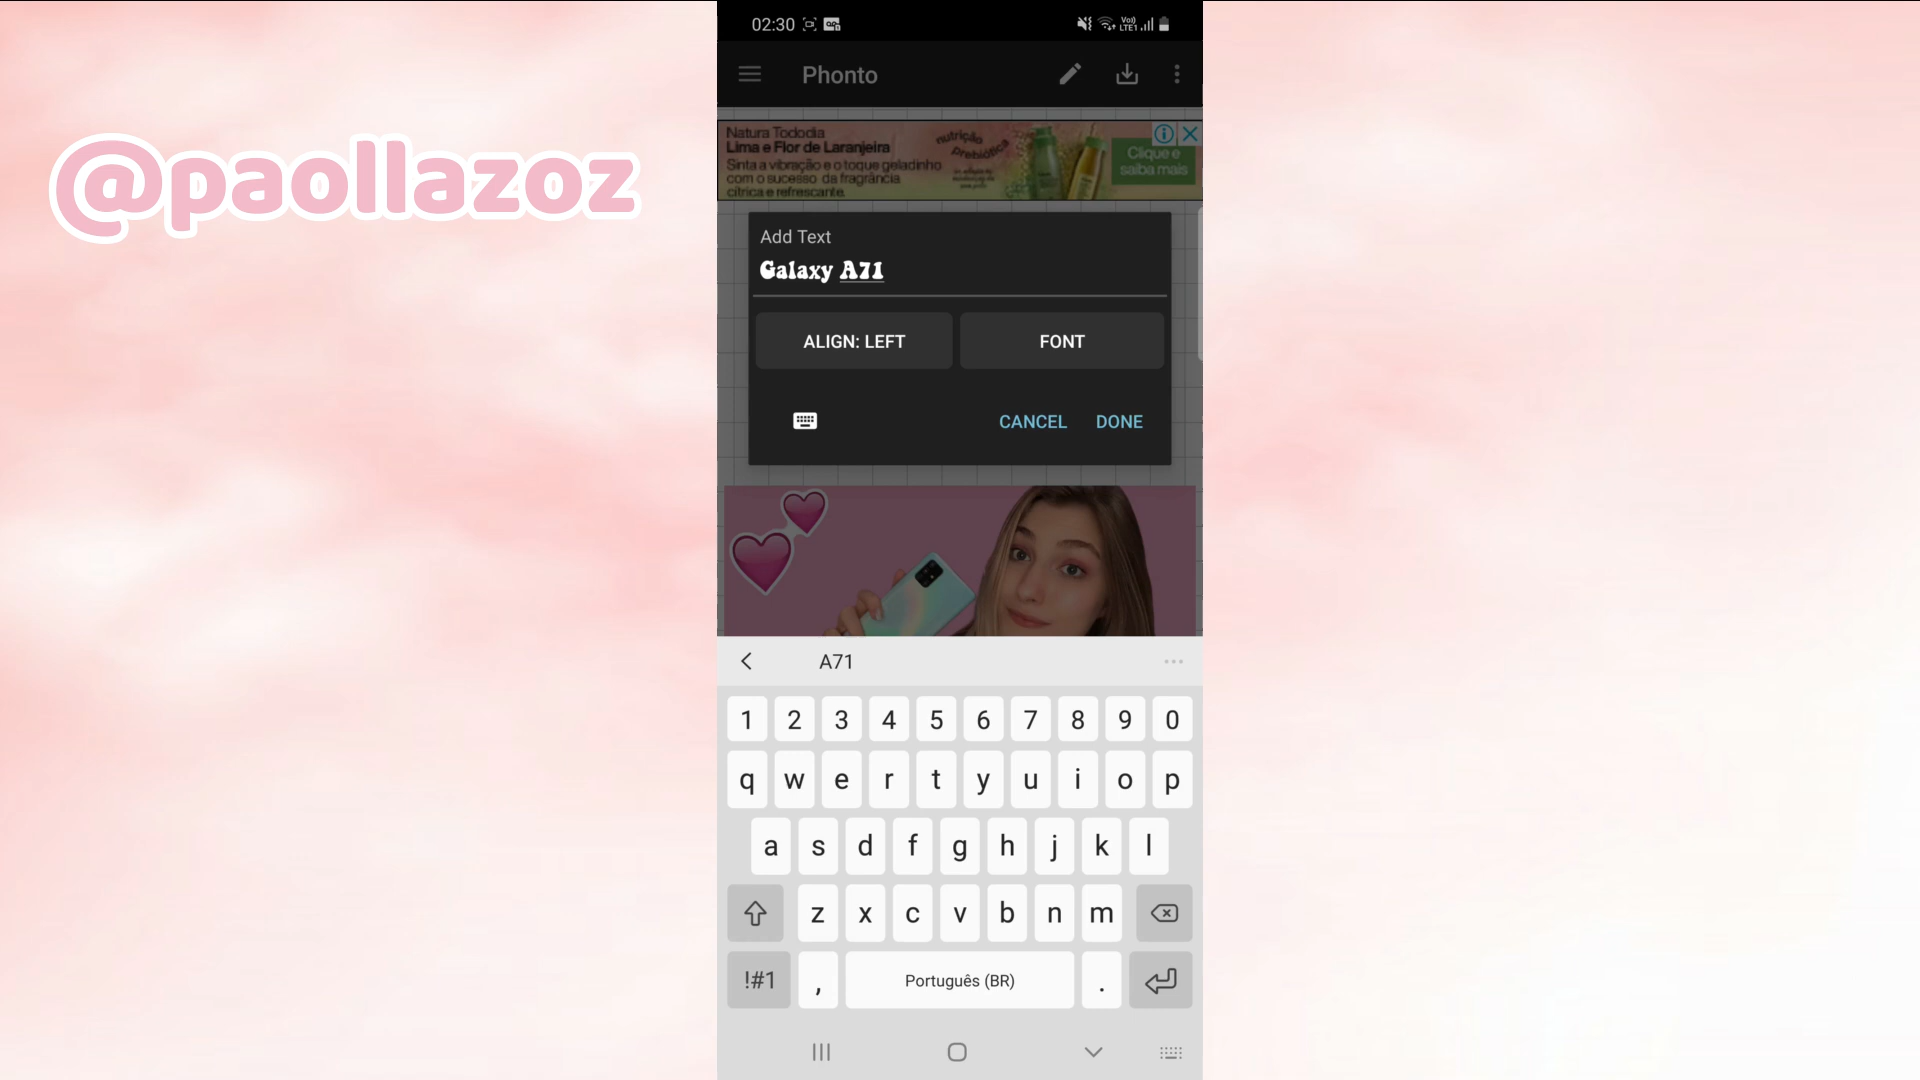 02:30
Vo))
LTE1
Phonto
@paollazoz
Natura Tododia
Lima e Flor de Laranjeira
Sinta a vibração e o toque geladinho
com o sucesso da fragrância
cítrica e refrescante.
nutrição
prebiótica
Clique e
saiba mais
Add Text
Galaxy A71
ALIGN: LEFT FONT
CANCEL DONE
A71
1 2 3 4 5 6 7 8 9 0
q w e r t y u i o p
a s d f g h j k l
z x c v b n m
!#1 , Português (BR) .